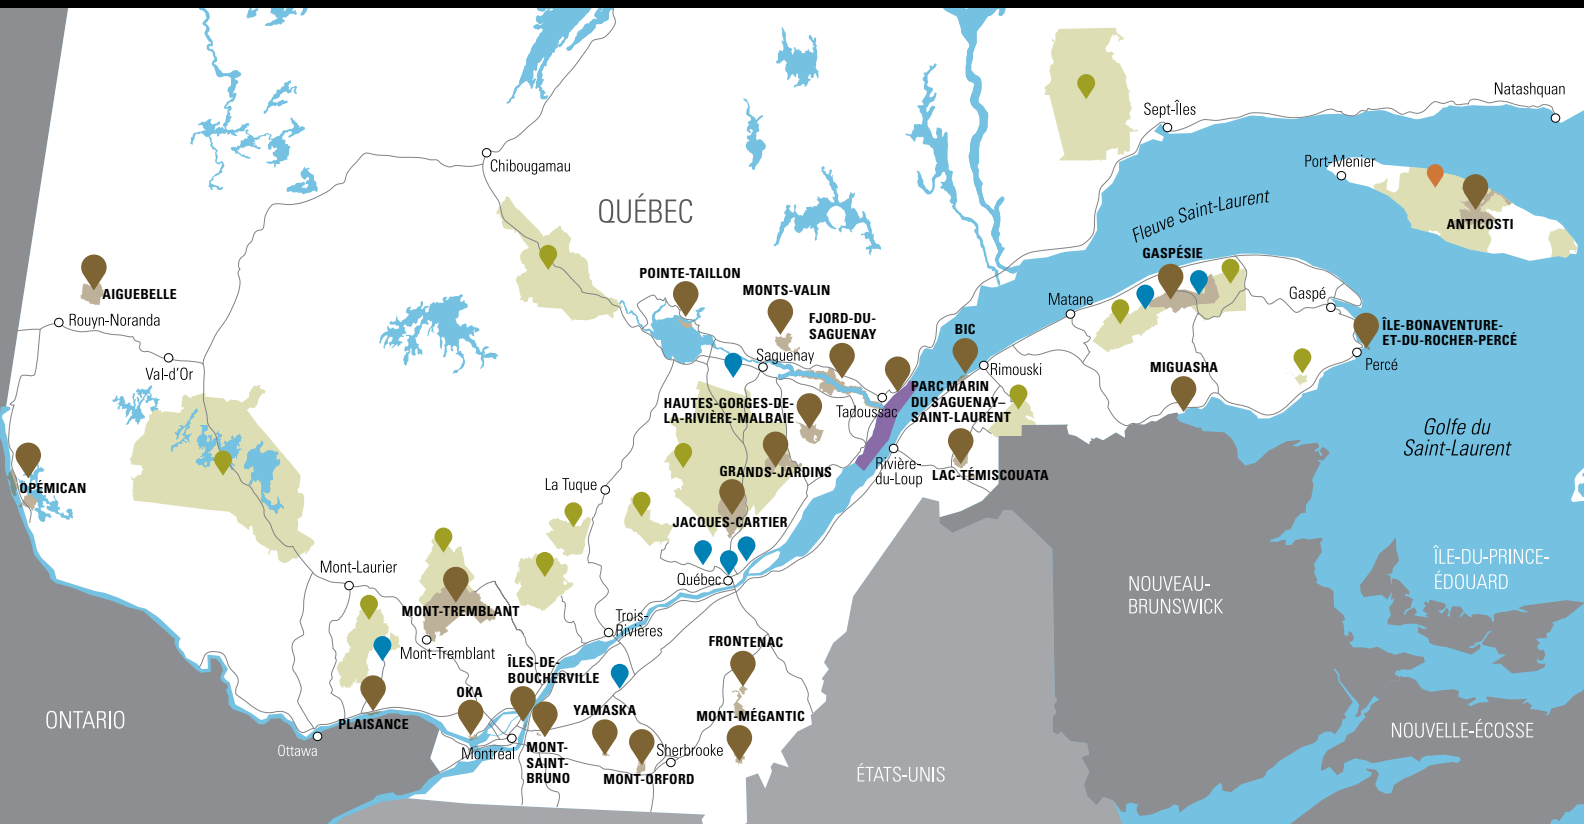 Natashquan
Sept-Îles
Chibougamau
Port-Menier
QUÉBEC
Fleuve Saint-Laurent
ANTICOSTI
GASPÉSIE
POINTE-TAILLON
MONTS-VALIN
AIGUEBELLE
Matane
Gaspé
Rouyn-Noranda
FJORD-DU-
SAGUENAY
BIC
ÎLE-BONAVENTURE-
ET-DU-ROCHER-PERCÉ
Saguenay
Val-d'Or
Rimouski
MIGUASHA
Percé
PARC MARIN
DU SAGUENAY–
SAINT-LAURENT
HAUTES-GORGES-DE-
LA-RIVIÈRE-MALBAIE
Tadoussac
Golfe du
Saint-Laurent
Rivière-
du-Loup
GRANDS-JARDINS
LAC-TÉMISCOUATA
OPÉMICAN
La Tuque
JACQUES-CARTIER
Mont-Laurier
Québec
ÎLE-DU-PRINCE-
ÉDOUARD
NOUVEAU-
BRUNSWICK
MONT-TREMBLANT
Trois-
Rivières
Mont-Tremblant
FRONTENAC
ÎLES-DE-
BOUCHERVILLE
OKA
YAMASKA
MONT-MÉGANTIC
ONTARIO
PLAISANCE
NOUVELLE-ÉCOSSE
Ottawa
Montréal
MONT-
SAINT-
BRUNO
Sherbrooke
MONT-ORFORD
ÉTATS-UNIS